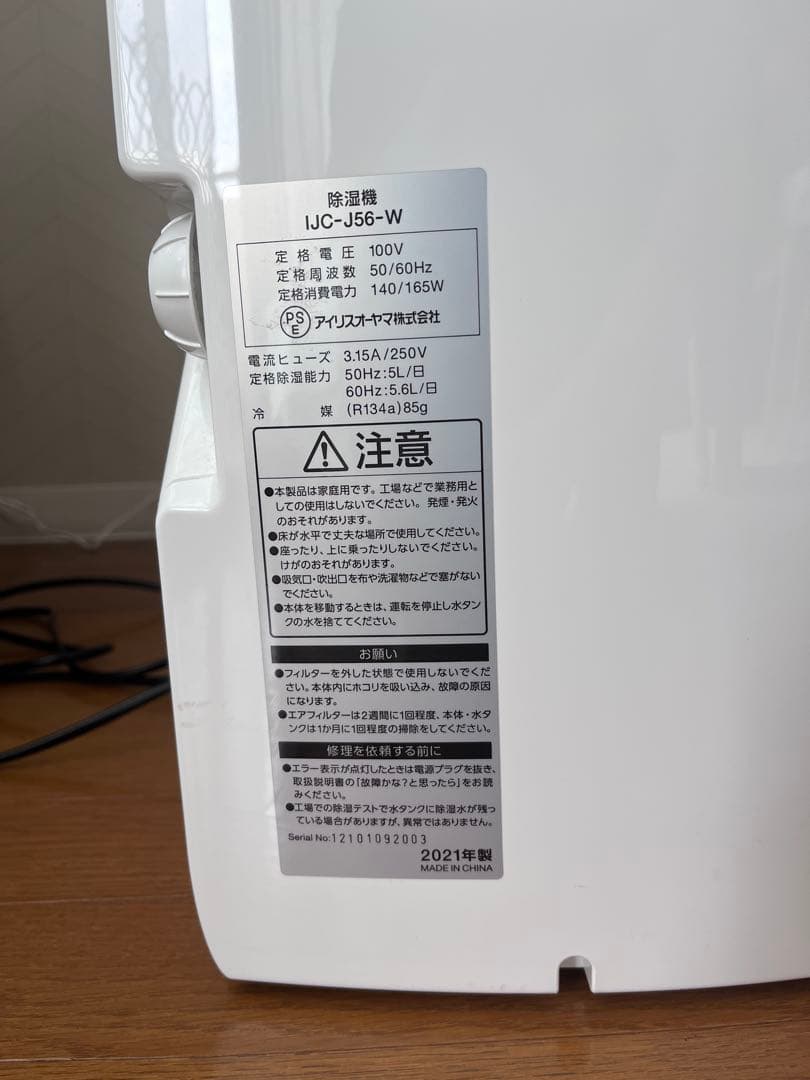 除湿機
IJC-J56-W
定格電圧 100V
定格周波数 50/60Hz
定格消費電力 140/165W
PSE アイリスオーヤマ株式会社
電流ヒューズ 3.15A/250V
定格除湿能力 50Hz:5L/日
60Hz:5.6L/日
冷媒 (R134a)85g
注意
●本製品は家庭用です。工場などで業務用と
しての使用はしないでください。発煙・発火
のおそれがあります。
●床が水平で丈夫な場所で使用してください。
●座ったり、上に乗ったりしないでください。
けがのおそれがあります。
●吸気口・吹出口を布や洗濯物などで塞がない
でください。
●本体を移動するときは、運転を停止し水タン
クの水を捨ててください。
お願い
●フィルターを外した状態で使用しないでくだ
さい。本体内にホコリを吸い込み、故障の原因
になります。
●エアフィルターは2週間に1回程度、本体・水タ
ンクは1か月に1回程度の掃除をしてください。
修理を依頼する前に
●エラー表示が点灯したときは電源プラグを抜き、
取扱説明書の「故障かな?と思ったら」をお読
みください。
●工場での除湿テストで水タンクに除湿水が残っ
ている場合がありますが、異常ではありません。
Serial No:12101092003
2021年製
MADE IN CHINA